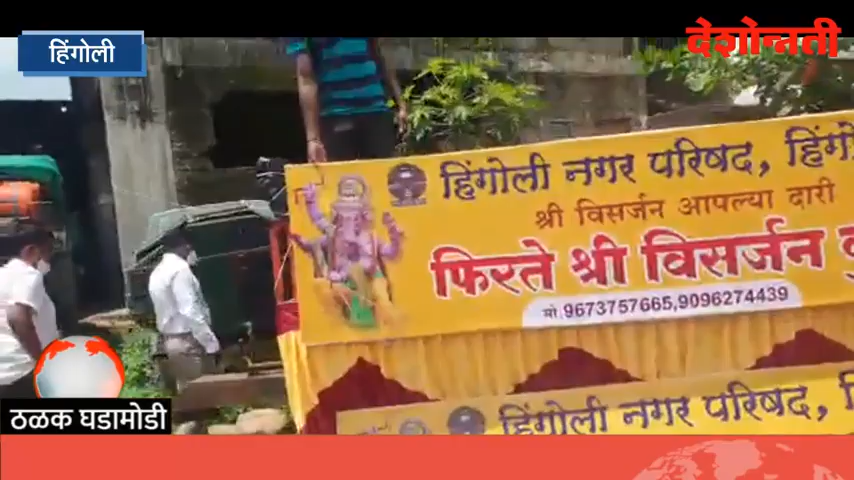 हिंगोली
देशोन्नती
हिंगोली नगर परिषद,
श्री विसर्जन आपल्या दारी
फिरते श्री विसर्जन
मो. 9673757665,9096274439
हिंगोली नगर परिषद,
ठळक घडामोडी